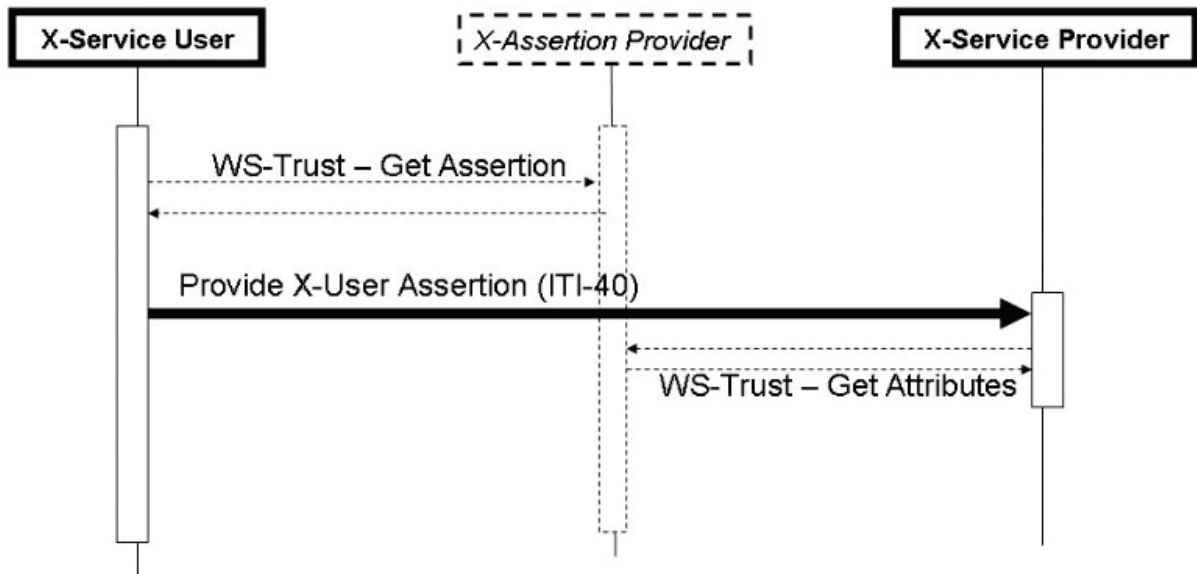 X-Service User
X-Assertion Provider
X-Service Provider
WS-Trust – Get Assertion
Provide X-User Assertion (ITI-40)
WS-Trust – Get Attributes